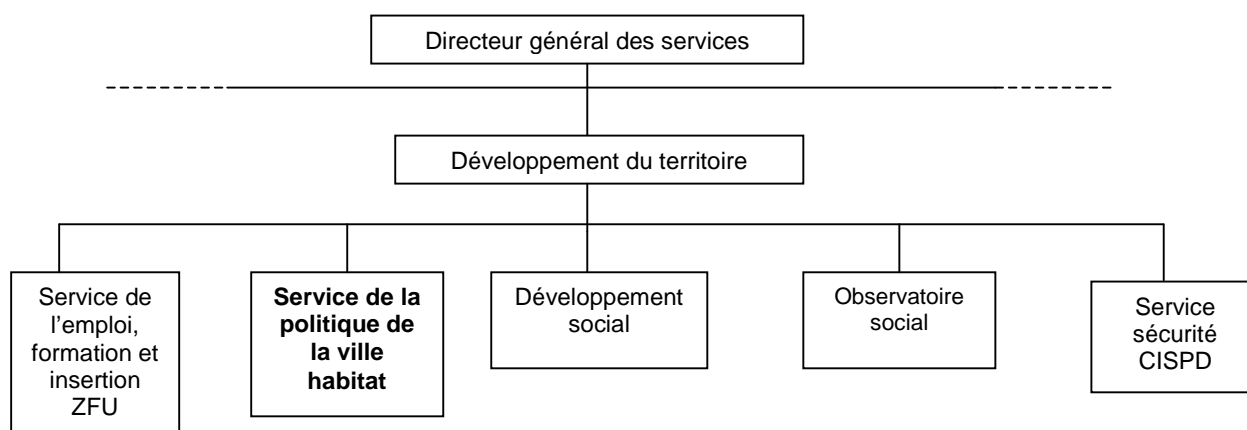 Directeur général des services
Développement du territoire
Service de
l’emploi,
formation et
insertion
ZFU
Service de la
politique de
la ville
habitat
Développement
social
Observatoire
social
Service
sécurité
CISPD